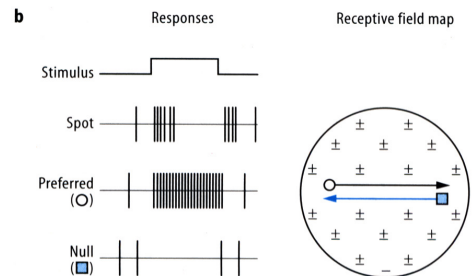 b
Responses
Receptive field map
Stimulus
Spot
Preferred
(○)
Null
(■)
± ±
± ±
± ± ± ±
± ± ± ±
± ± ±
± ±
−